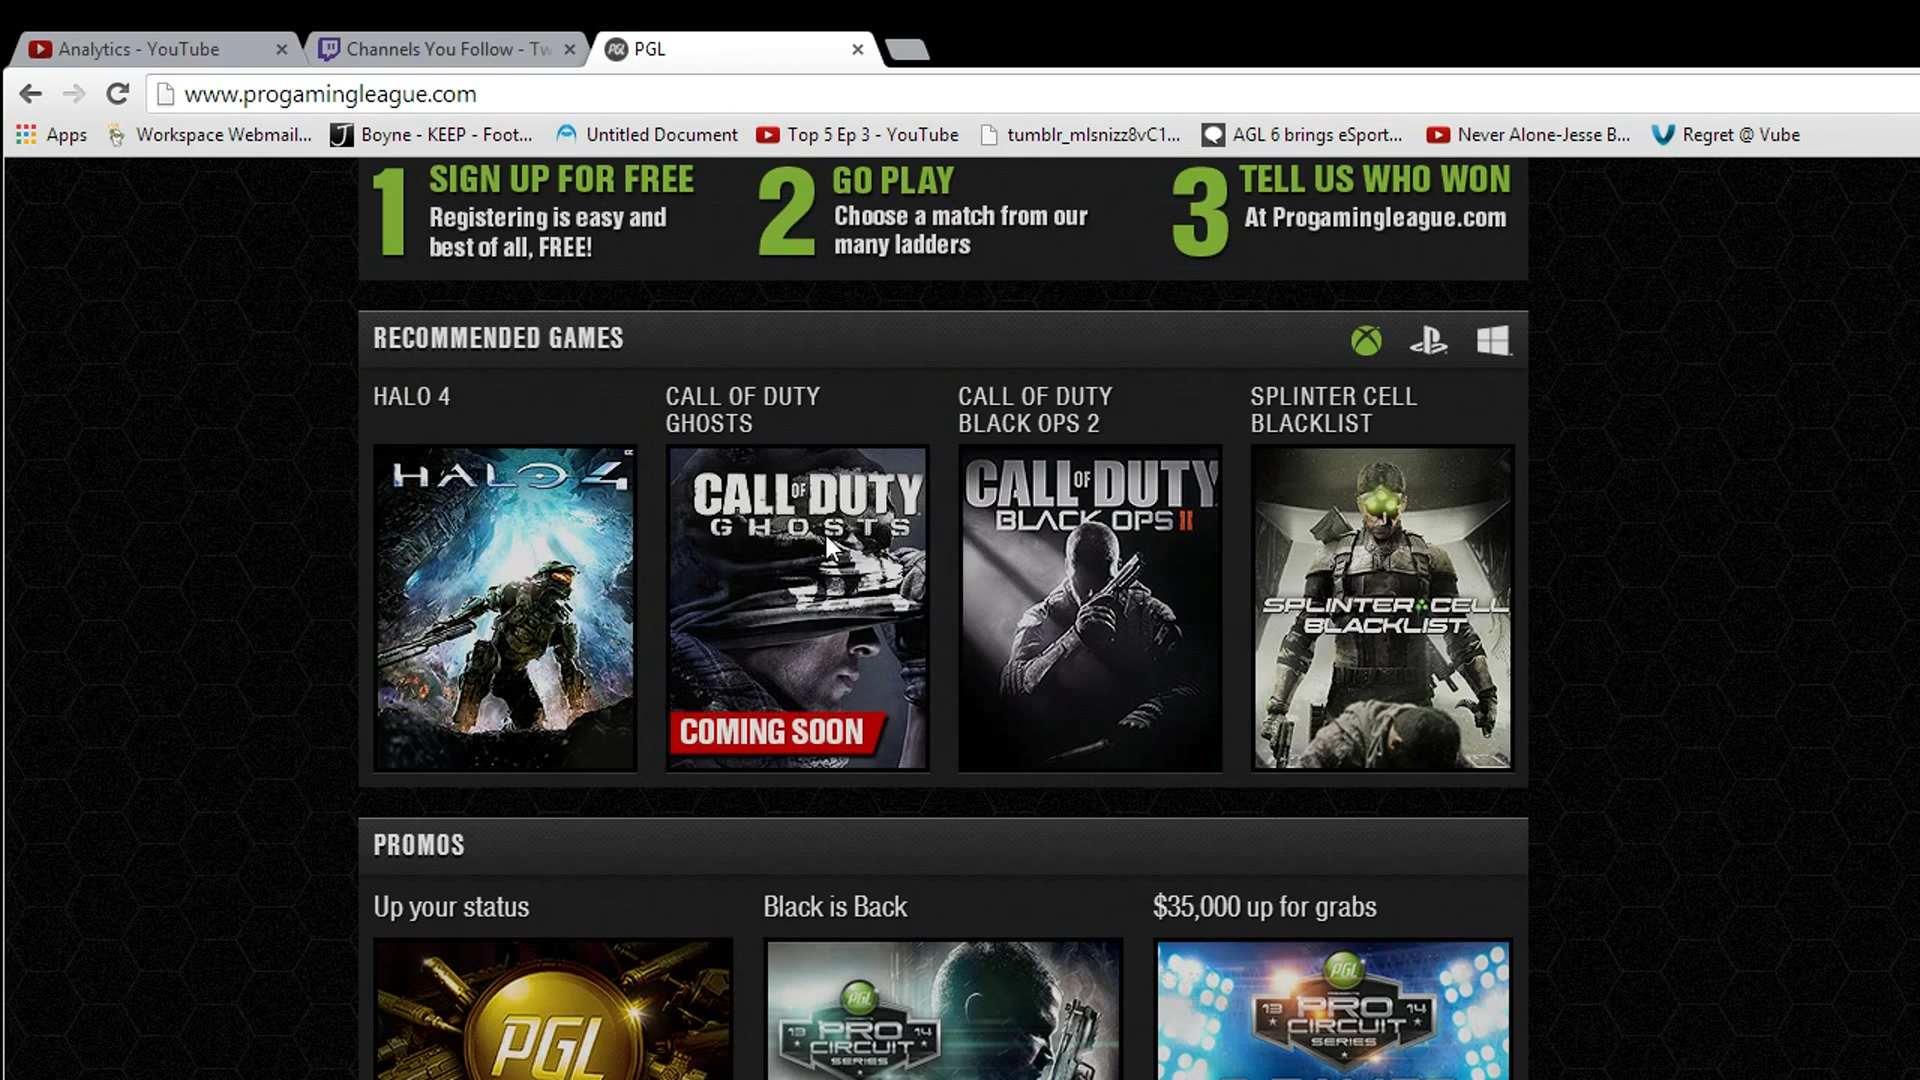 Analytics - YouTube
Channels You Follow - Tw
PGL
www.progamingleague.com
Apps
Workspace Webmail...
Boyne - KEEP - Foot...
Untitled Document
Top 5 Ep 3 - YouTube
tumblr_mlsnizz8vC1...
AGL 6 brings eSport...
Never Alone-Jesse B...
Regret @ Vube
1 SIGN UP FOR FREE
Registering is easy and
best of all, FREE!
2 GO PLAY
Choose a match from our
many ladders
3 TELL US WHO WON
At Progamingleague.com
RECOMMENDED GAMES
HALO 4
CALL OF DUTY
GHOSTS
CALL OF DUTY
BLACK OPS 2
SPLINTER CELL
BLACKLIST
HALO 4
CALL OF DUTY
GHOSTS
COMING SOON
CALL OF DUTY
BLACK OPS II
SPLINTER CELL
BLACKLIST
PROMOS
Up your status
Black is Back
$35,000 up for grabs
PGL
PGL
13 PRO 14
CIRCUIT
SERIES
PGL
13 PRO 14
CIRCUIT
SERIES